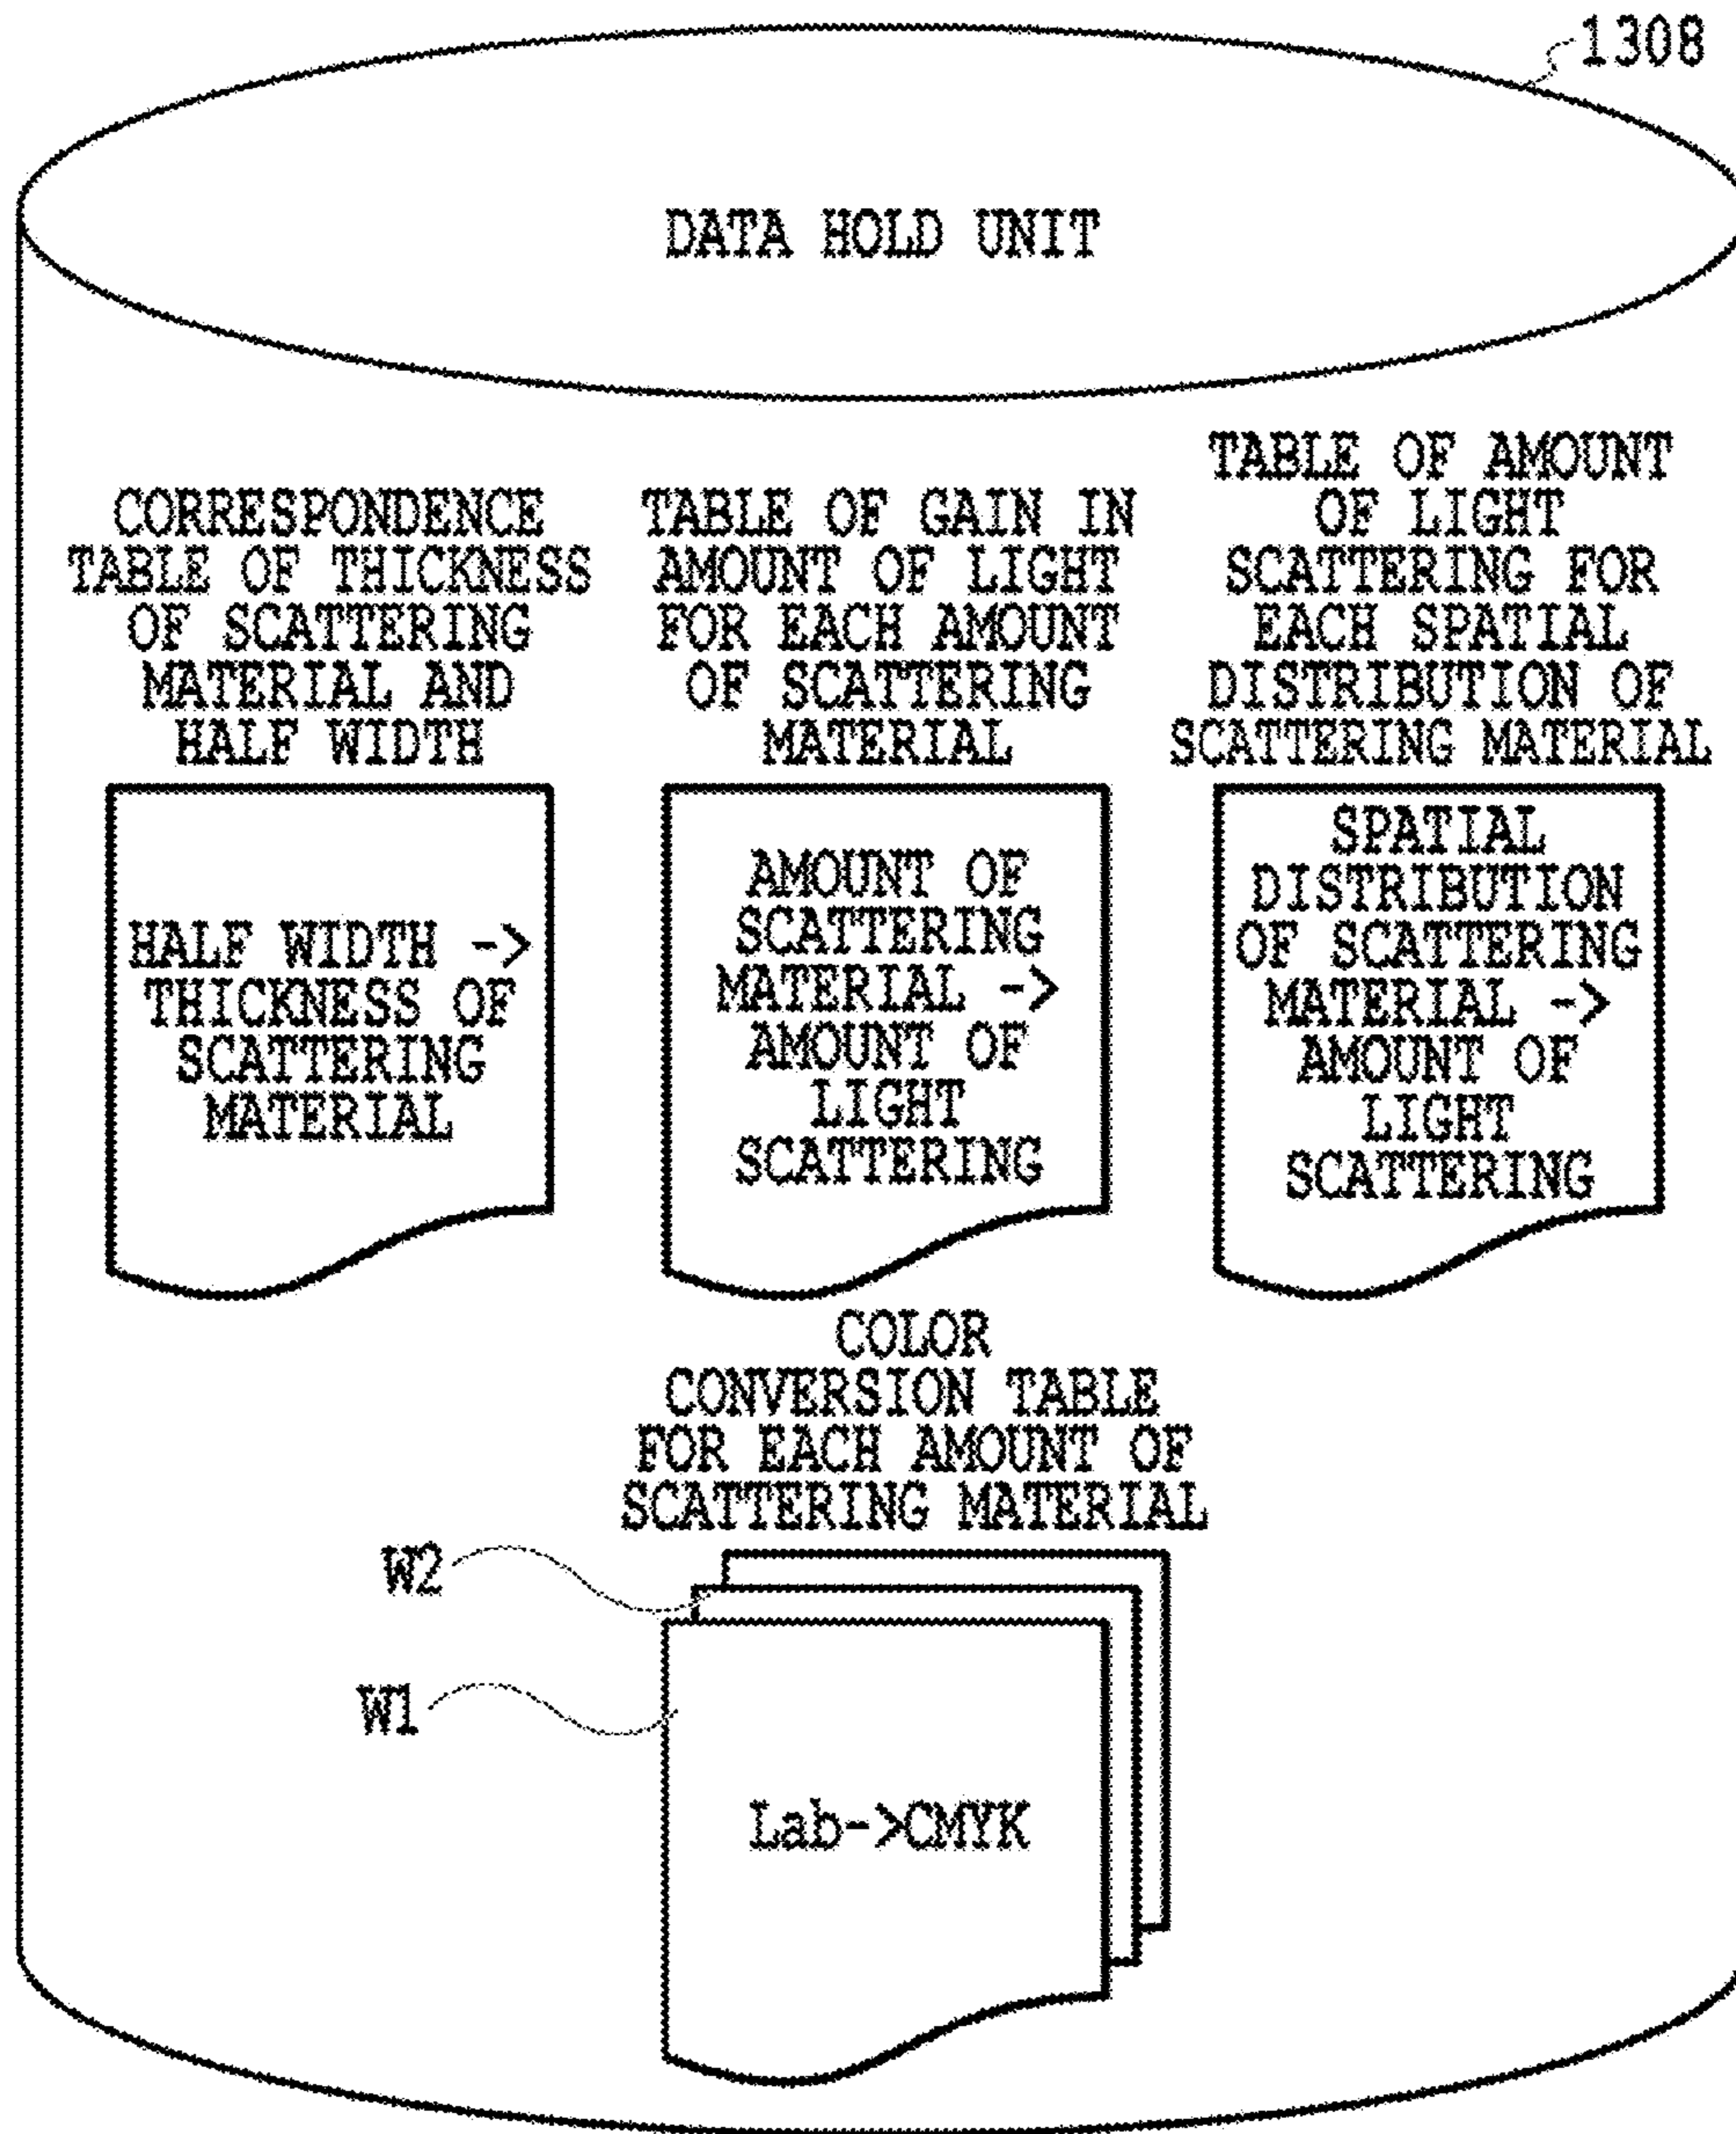 1308
DATA HOLD UNIT
CORRESPONDENCE
TABLE OF THICKNESS
OF SCATTERING
MATERIAL AND
HALF WIDTH
TABLE OF GAIN IN
AMOUNT OF LIGHT
FOR EACH AMOUNT
OF SCATTERING
MATERIAL
TABLE OF AMOUNT
OF LIGHT
SCATTERING FOR
EACH SPATIAL
DISTRIBUTION OF
SCATTERING MATERIAL
HALF WIDTH ->
THICKNESS OF
SCATTERING
MATERIAL
AMOUNT OF
SCATTERING
MATERIAL ->
AMOUNT OF
LIGHT
SCATTERING
SPATIAL
DISTRIBUTION
OF SCATTERING
MATERIAL ->
AMOUNT OF
LIGHT
SCATTERING
COLOR
CONVERSION TABLE
FOR EACH AMOUNT OF
SCATTERING MATERIAL
W2
W1
Lab->CMYK